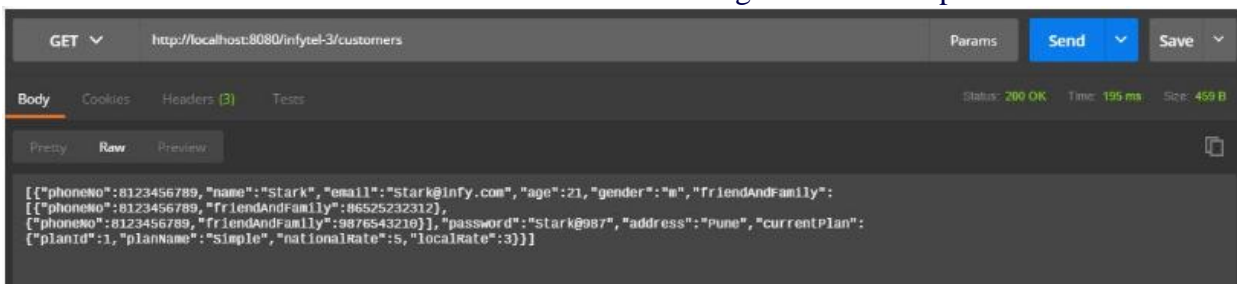 GET http://localhost:8080/infytel-3/customers Params Send Save
Body Cookies Headers (3) Tests Status: 200 OK Time: 195 ms Size: 459 B
Pretty Raw Preview
[{"phoneNo":8123456789,"name":"Stark","email":"Stark@infy.com","age":21,"gender":"m","friendAndFamily":
[{"phoneNo":8123456789,"friendAndFamily":86525232312},
{"phoneNo":8123456789,"friendAndFamily":9876543210}],"password":"Stark@987","address":"Pune","currentPlan":
{"planId":1,"planName":"Simple","nationalRate":5,"localRate":3}}]